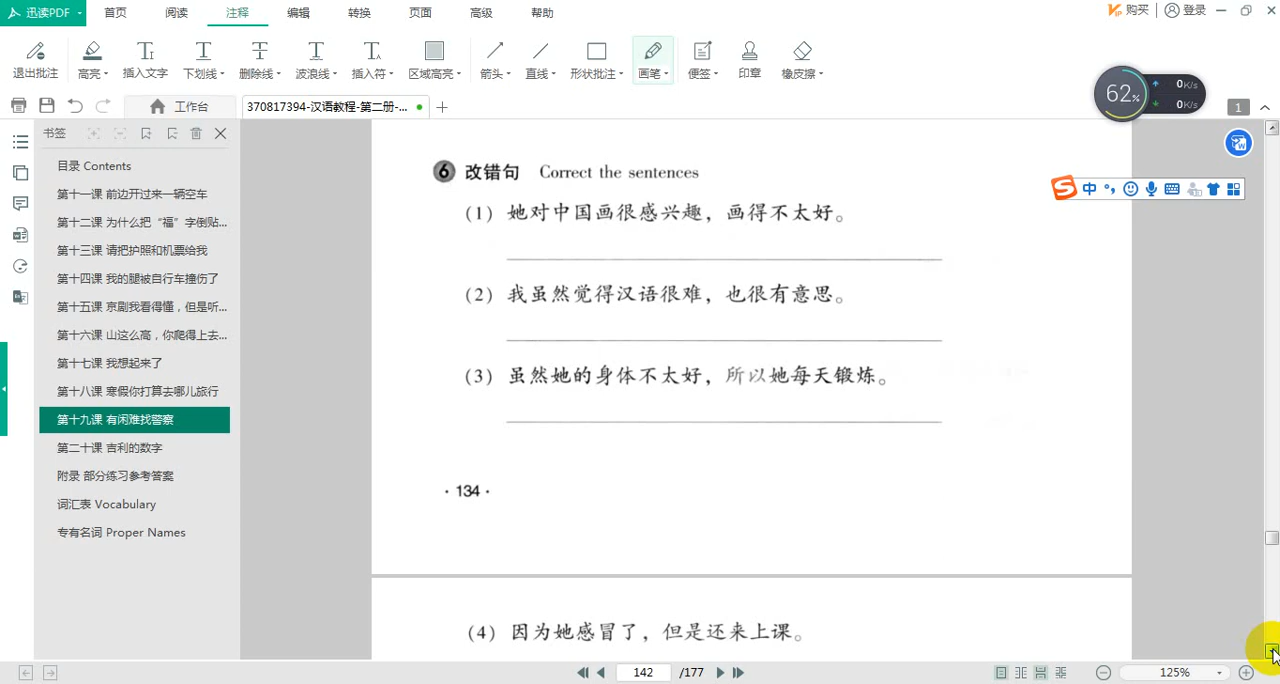 迅读PDF 首页 阅读 注释 编辑 转换 页面 高级 帮助 购买 登录
退出批注 高亮 插入文字 下划线 删除线 波浪线 插入符 区域高亮 箭头 直线 形状批注 画笔 便签 印章 橡皮擦
工作台 370817394-汉语教程-第二册-... 62% 0K/s 1
0K/s
书签
目录 Contents
第十一课 前边开过来一辆空车
第十二课 为什么把“福”字倒贴...
第十三课 请把护照和机票给我
第十四课 我的腿被自行车撞伤了
第十五课 京剧我看得懂，但是听...
第十六课 山这么高，你爬得上去...
第十七课 我想起来了
第十八课 寒假你打算去哪儿旅行
第十九课 有闲难找警察
第二十课 吉利的数字
附录 部分练习参考答案
词汇表 Vocabulary
专有名词 Proper Names
中
6 改错句 Correct the sentences
(1) 她对中国画很感兴趣，画得不太好。
(2) 我虽然觉得汉语很难，也很有意思。
(3) 虽然她的身体不太好，所以她每天锻炼。
· 134 ·
(4) 因为她感冒了，但是还来上课。
142 /177 125%